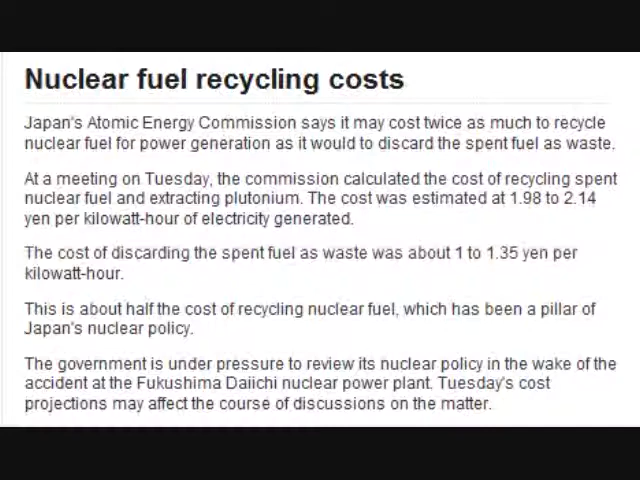 Nuclear fuel recycling costs
Japan's Atomic Energy Commission says it may cost twice as much to recycle
nuclear fuel for power generation as it would to discard the spent fuel as waste.
At a meeting on Tuesday, the commission calculated the cost of recycling spent
nuclear fuel and extracting plutonium. The cost was estimated at 1.98 to 2.14
yen per kilowatt-hour of electricity generated.
The cost of discarding the spent fuel as waste was about 1 to 1.35 yen per
kilowatt-hour.
This is about half the cost of recycling nuclear fuel, which has been a pillar of
Japan's nuclear policy.
The government is under pressure to review its nuclear policy in the wake of the
accident at the Fukushima Daiichi nuclear power plant. Tuesday's cost
projections may affect the course of discussions on the matter.